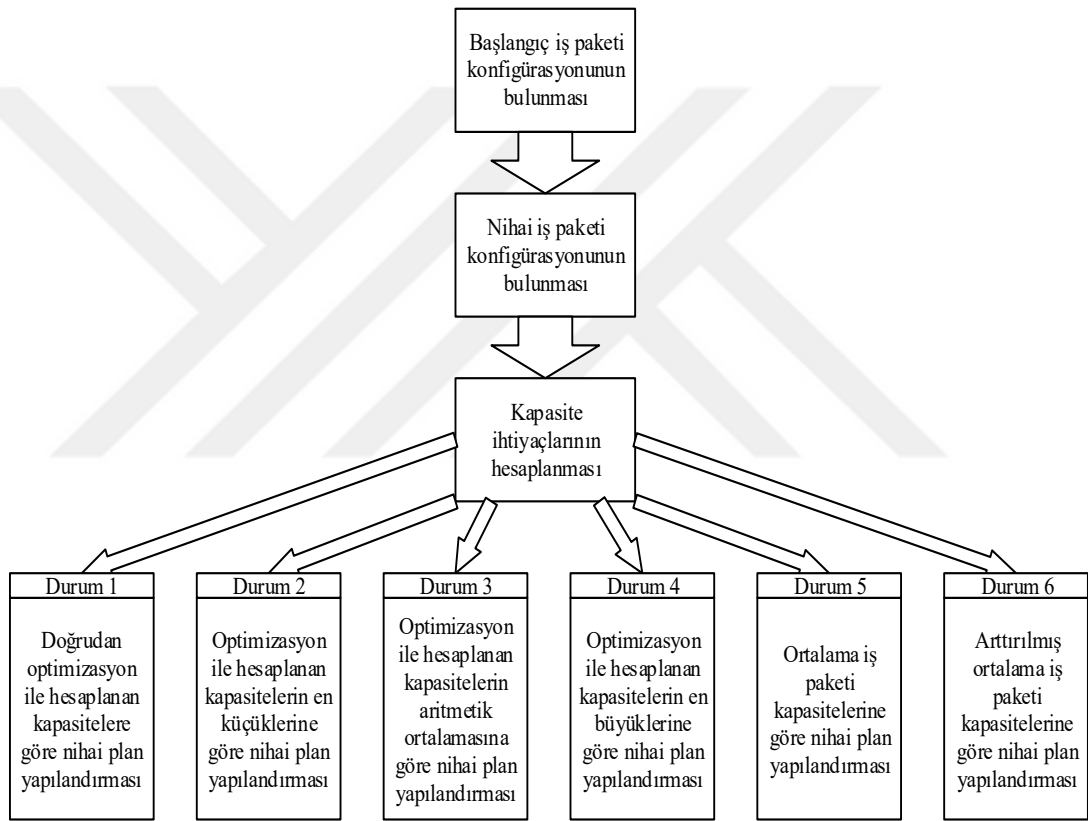 Başlangıç iş paketi
konfigürasyonunun
bulunması
Nihai iş paketi
konfigürasyonunun
bulunması
Kapasite
ihtiyaçlarının
hesaplanması
Durum 1
Doğrudan
optimizasyon
ile hesaplanan
kapasitelere
göre nihai plan
yapılandırması
Durum 2
Optimizasyon
ile hesaplanan
kapasitelerin en
küçüklerine
göre nihai plan
yapılandırması
Durum 3
Optimizasyon
ile hesaplanan
kapasitelerin
aritmetik
ortalamasına
göre nihai plan
yapılandırması
Durum 4
Optimizasyon
ile hesaplanan
kapasitelerin en
büyüklerine
göre nihai plan
yapılandırması
Durum 5
Ortalama iş
paketi
kapasitelerine
göre nihai plan
yapılandırması
Durum 6
Arttırılmış
ortalama iş
paketi
kapasitelerine
göre nihai plan
yapılandırması